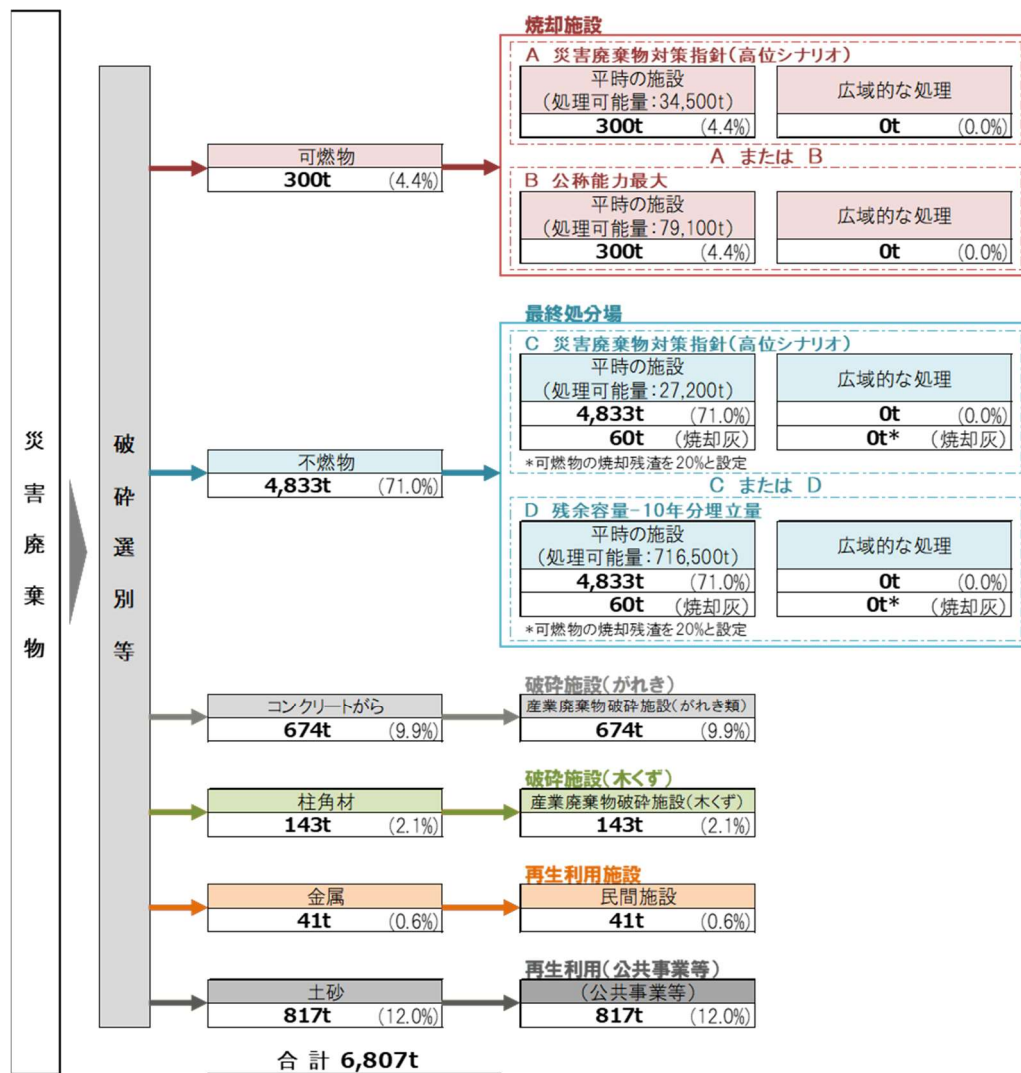 災害廃棄物
破砕選別等
焼却施設
A 災害廃棄物対策指針(高位シナリオ)
平時の施設
(処理可能量:34,500t)
広域的な処理
300t (4.4%)
0t (0.0%)
A または B
可燃物
300t (4.4%)
B 公称能力最大
平時の施設
(処理可能量:79,100t)
広域的な処理
300t (4.4%)
0t (0.0%)
最終処分場
C 災害廃棄物対策指針(高位シナリオ)
平時の施設
(処理可能量:27,200t)
広域的な処理
4,833t (71.0%)
0t (0.0%)
60t (焼却灰)
0t* (焼却灰)
*可燃物の焼却残渣を20%と設定
不燃物
4,833t (71.0%)
C または D
D 残余容量-10年分埋立量
平時の施設
(処理可能量:716,500t)
広域的な処理
4,833t (71.0%)
0t (0.0%)
60t (焼却灰)
0t* (焼却灰)
*可燃物の焼却残渣を20%と設定
破砕施設(がれき)
コンクリートがら
産業廃棄物破砕施設(がれき類)
674t (9.9%)
674t (9.9%)
破砕施設(木くず)
柱角材
産業廃棄物破砕施設(木くず)
143t (2.1%)
143t (2.1%)
再生利用施設
金属
民間施設
41t (0.6%)
41t (0.6%)
再生利用(公共事業等)
土砂
(公共事業等)
817t (12.0%)
817t (12.0%)
合計 6,807t